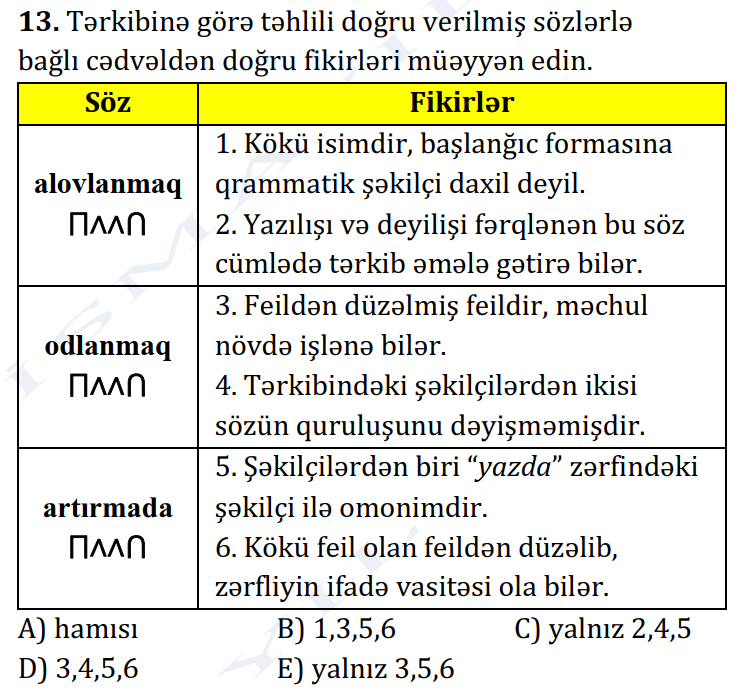 13. Tərkibinə görə təhlili doğru verilmiş sözlərlə
bağlı cədvəldən doğru fikirləri müəyyən edin.
Söz
Fikirlər
alovlanmaq
∏∧∧∩
1. Kökü isimdir, başlanğıc formasına
qrammatik şəkilçi daxil deyil.
2. Yazılışı və deyilişi fərqlənən bu söz
cümlədə tərkib əmələ gətirə bilər.
odlanmaq
∏∧∧∩
3. Feildən düzəlmiş feildir, məchul
növdə işlənə bilər.
4. Tərkibindəki şəkilçilərdən ikisi
sözün quruluşunu dəyişməmişdir.
artırmada
∏∧∧∩
5. Şəkilçilərdən biri “yazda” zərfindəki
şəkilçi ilə omonimdir.
6. Kökü feil olan feildən düzəlib,
zərfliyin ifadə vasitəsi ola bilər.
A) hamısı B) 1,3,5,6 C) yalnız 2,4,5
D) 3,4,5,6 E) yalnız 3,5,6